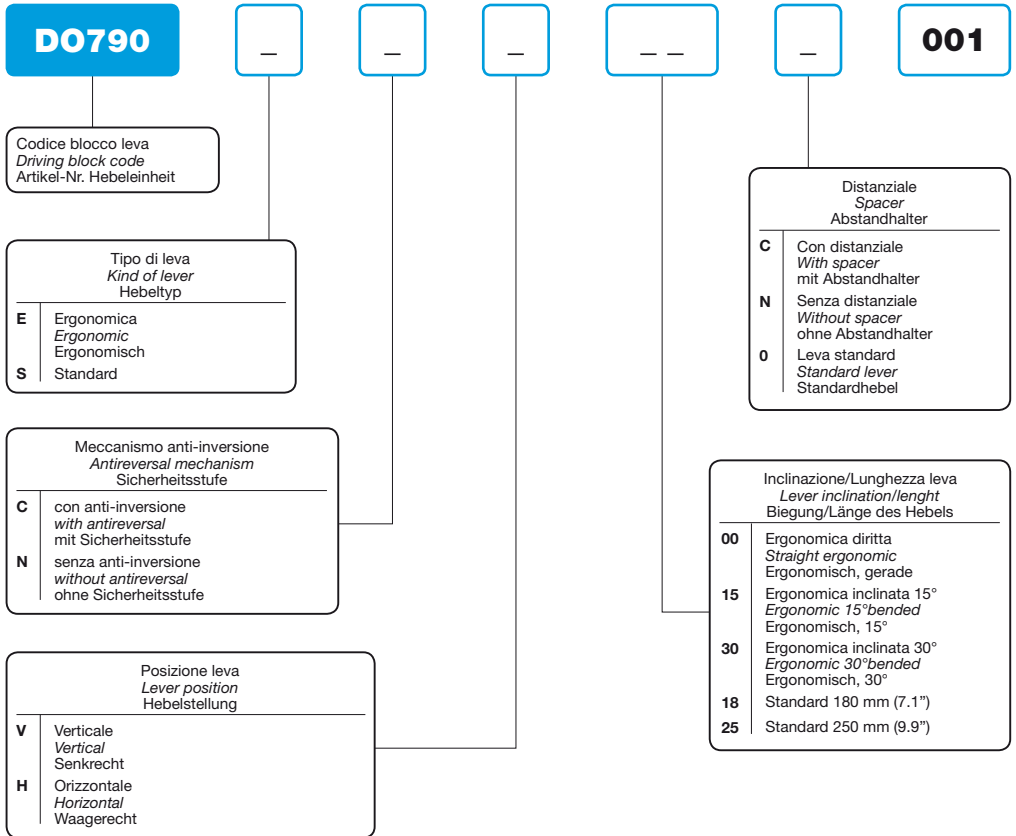 DO790 _ _ _ _ _ _ 001
Codice blocco leva
Driving block code
Artikel-Nr. Hebeleinheit
Tipo di leva
Kind of lever
Hebeltyp
E Ergonomica
Ergonomic
Ergonomisch
S Standard
Meccanismo anti-inversione
Antireversal mechanism
Sicherheitsstufe
C con anti-inversione
with antireversal
mit Sicherheitsstufe
N senza anti-inversione
without antireversal
ohne Sicherheitsstufe
Posizione leva
Lever position
Hebelstellung
V Verticale
Vertical
Senkrecht
H Orizzontale
Horizontal
Waagerecht
Distanziale
Spacer
Abstandhalter
C Con distanziale
With spacer
mit Abstandhalter
N Senza distanziale
Without spacer
ohne Abstandhalter
0 Leva standard
Standard lever
Standardhebel
Inclinazione/Lunghezza leva
Lever inclination/lenght
Biegung/Länge des Hebels
00 Ergonomica diritta
Straight ergonomic
Ergonomisch, gerade
15 Ergonomica inclinata 15°
Ergonomic 15°bended
Ergonomisch, 15°
30 Ergonomica inclinata 30°
Ergonomic 30°bended
Ergonomisch, 30°
18 Standard 180 mm (7.1”)
25 Standard 250 mm (9.9”)